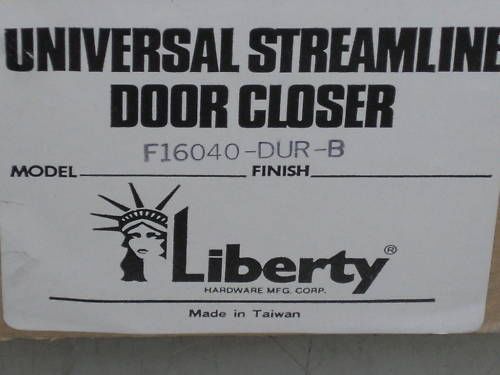 UNIVERSAL STREAMLINE
DOOR CLOSER
F16040-DUR-B
MODEL FINISH
Liberty®
HARDWARE MFG. CORP.
Made in Taiwan